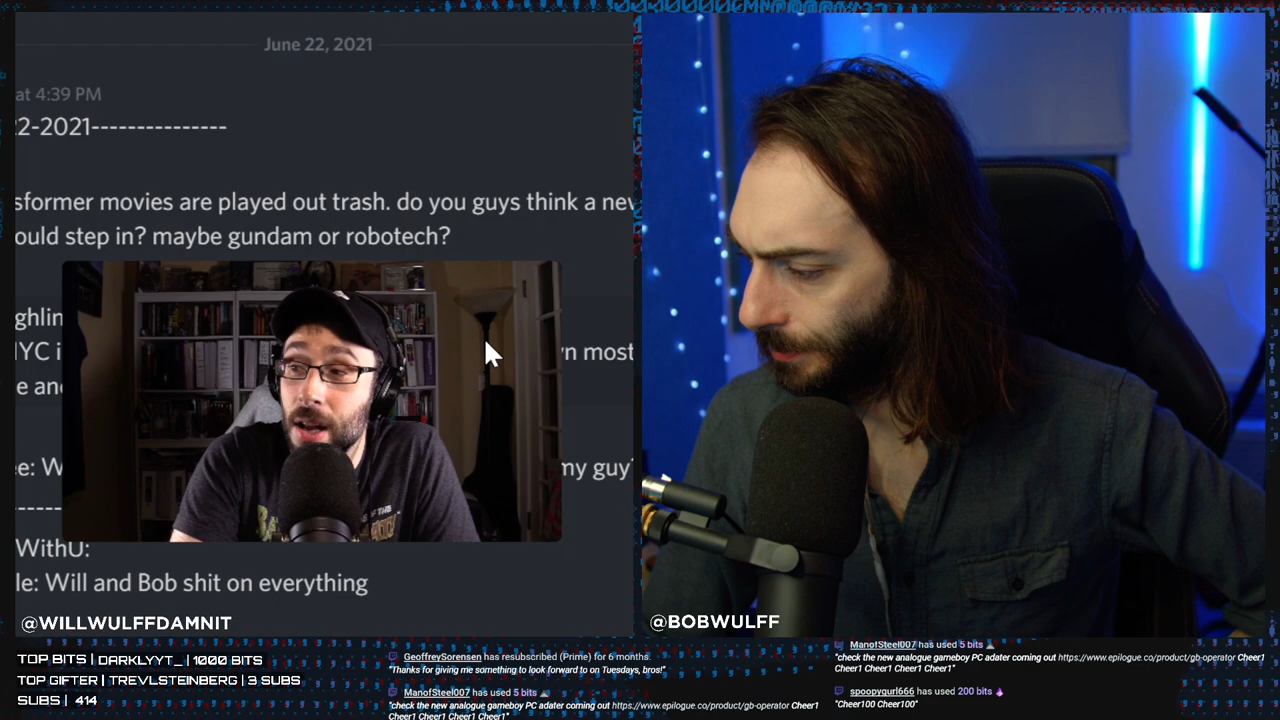 June 22, 2021
at 4:39 PM
2-2021---------------
sformer movies are played out trash. do you guys think a nev
ould step in? maybe gundam or robotech?
ghlin
NYC i
n most
e and
ee: W
my guy?
WithU:
le: Will and Bob shit on everything
@WILLWULFFDAMNIT
@BOBWULFF
TOP BITS | DARKLYYT_ | 1000 BITS
TOP GIFTER | TREVLSTEINBERG | 3 SUBS
SUBS | 414
GeoffreySorensen has resubscribed (Prime) for 6 months.
"Thanks for giving me something to look forward to on Tuesdays, bros!"
ManofSteel007 has used 5 bits
"check the new analogue gameboy PC adater coming out https://www.epilogue.co/product/gb-operator Cheer1
Cheer1 Cheer1 Cheer1 Cheer1"
ManofSteel007 has used 5 bits
"check the new analogue gameboy PC adater coming out https://www.epilogue.co/product/gb-operator Cheer1
Cheer1 Cheer1 Cheer1 Cheer1"
spoopygurl666 has used 200 bits
"Cheer100 Cheer100"